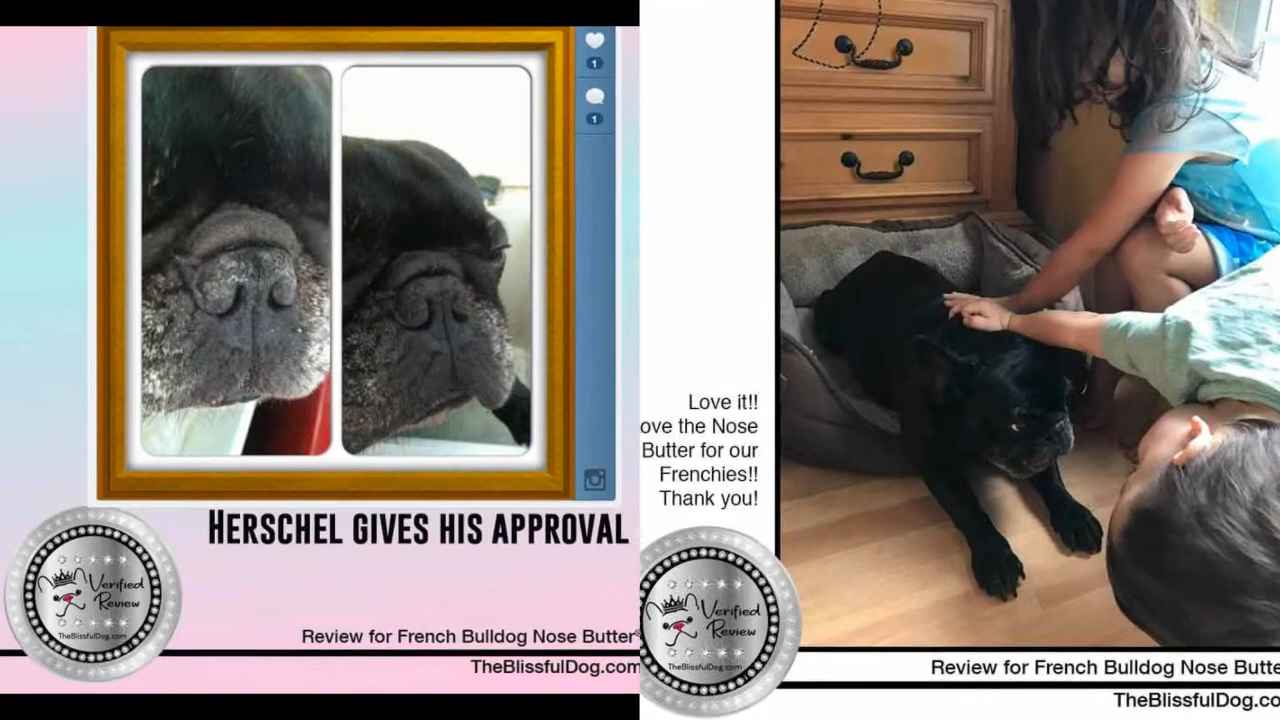 1
1
HERSCHEL GIVES HIS APPROVAL
Verified
Review
TheBlissfulDog.com
Review for French Bulldog Nose Butter®
TheBlissfulDog.com
Love it!!
ove the Nose
Butter for our
Frenchies!!
Thank you!
Verified
Review
TheBlissfulDog.com
Review for French Bulldog Nose Butte
TheBlissfulDog.co